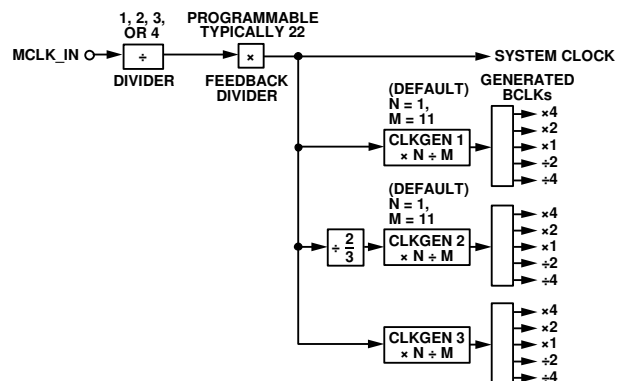 1, 2, 3,
OR 4
PROGRAMMABLE
TYPICALLY 22
MCLK_IN
÷
×
SYSTEM CLOCK
DIVIDER
FEEDBACK
DIVIDER
GENERATED
BCLKs
(DEFAULT)
N = 1,
M = 11
CLKGEN 1
× N ÷ M
×4
×2
×1
÷2
÷4
(DEFAULT)
N = 1,
M = 11
÷ 2
3
CLKGEN 2
× N ÷ M
×4
×2
×1
÷2
÷4
CLKGEN 3
× N ÷ M
×4
×2
×1
÷2
÷4